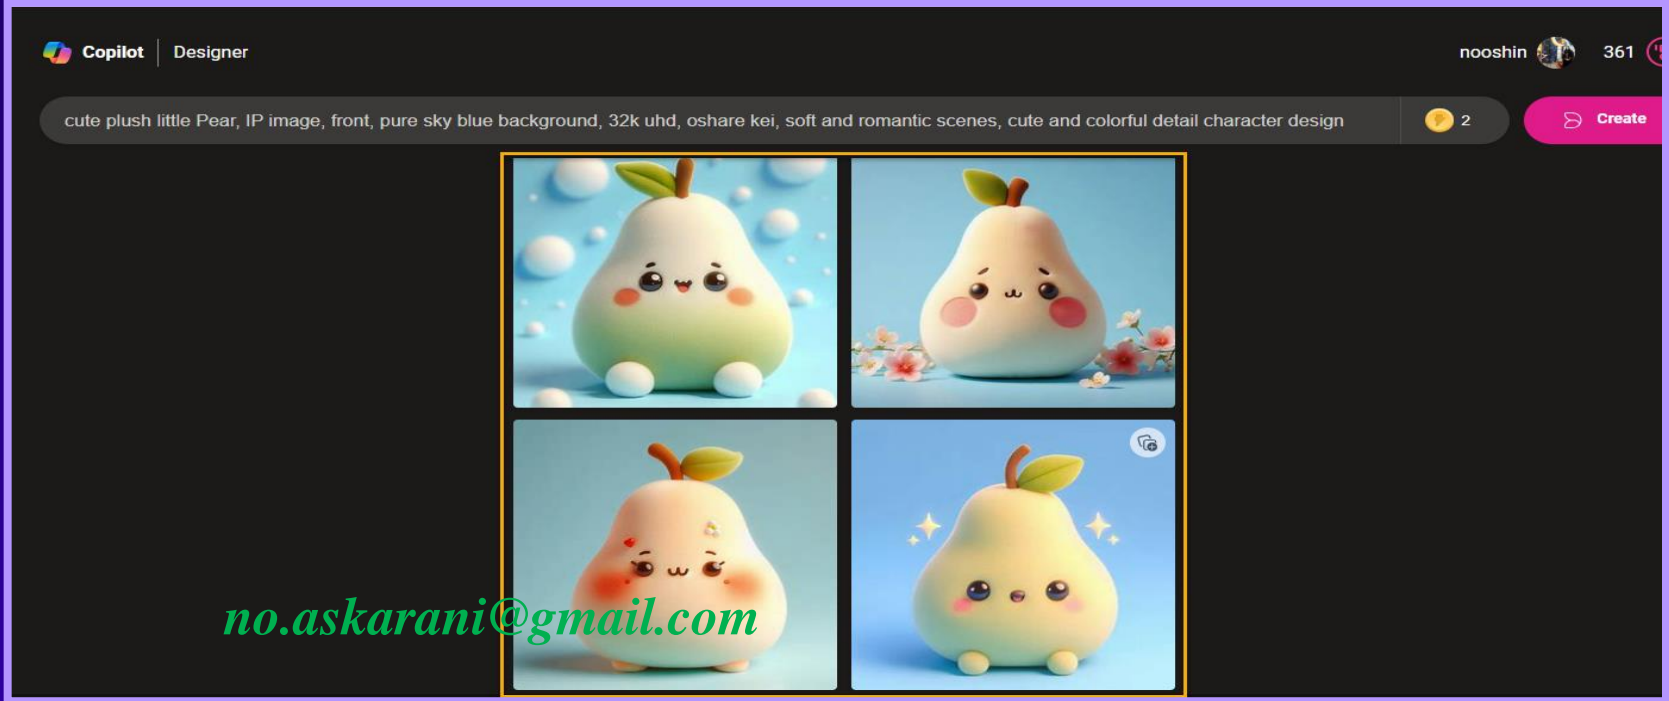 Copilot | Designer
nooshin 361
cute plush little Pear, IP image, front, pure sky blue background, 32k uhd, oshare kei, soft and romantic scenes, cute and colorful detail character design
2
Create
no.askarani@gmail.com